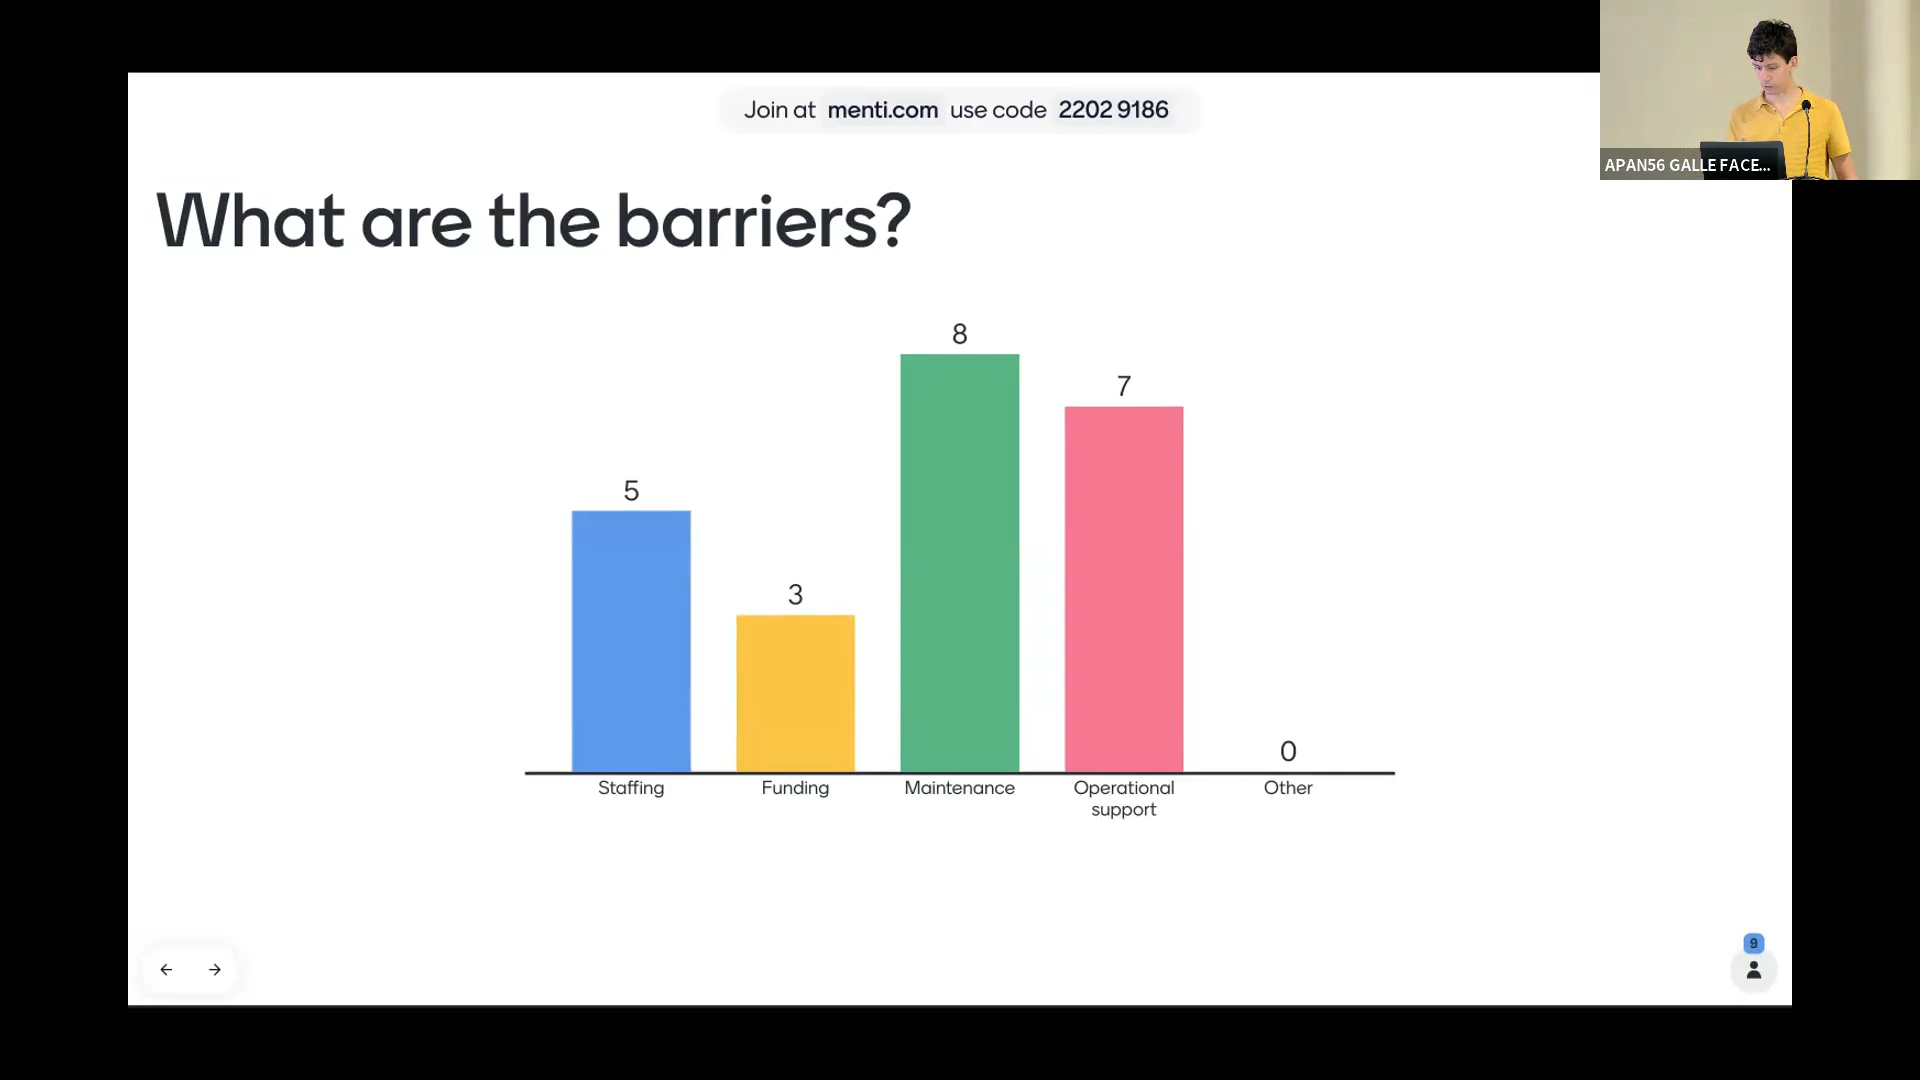 Join at menti.com use code 2202 9186
APAN56 GALLE FACE...
What are the barriers?
8
7
5
3
0
Staffing
Funding
Maintenance
Operational
support
Other
9